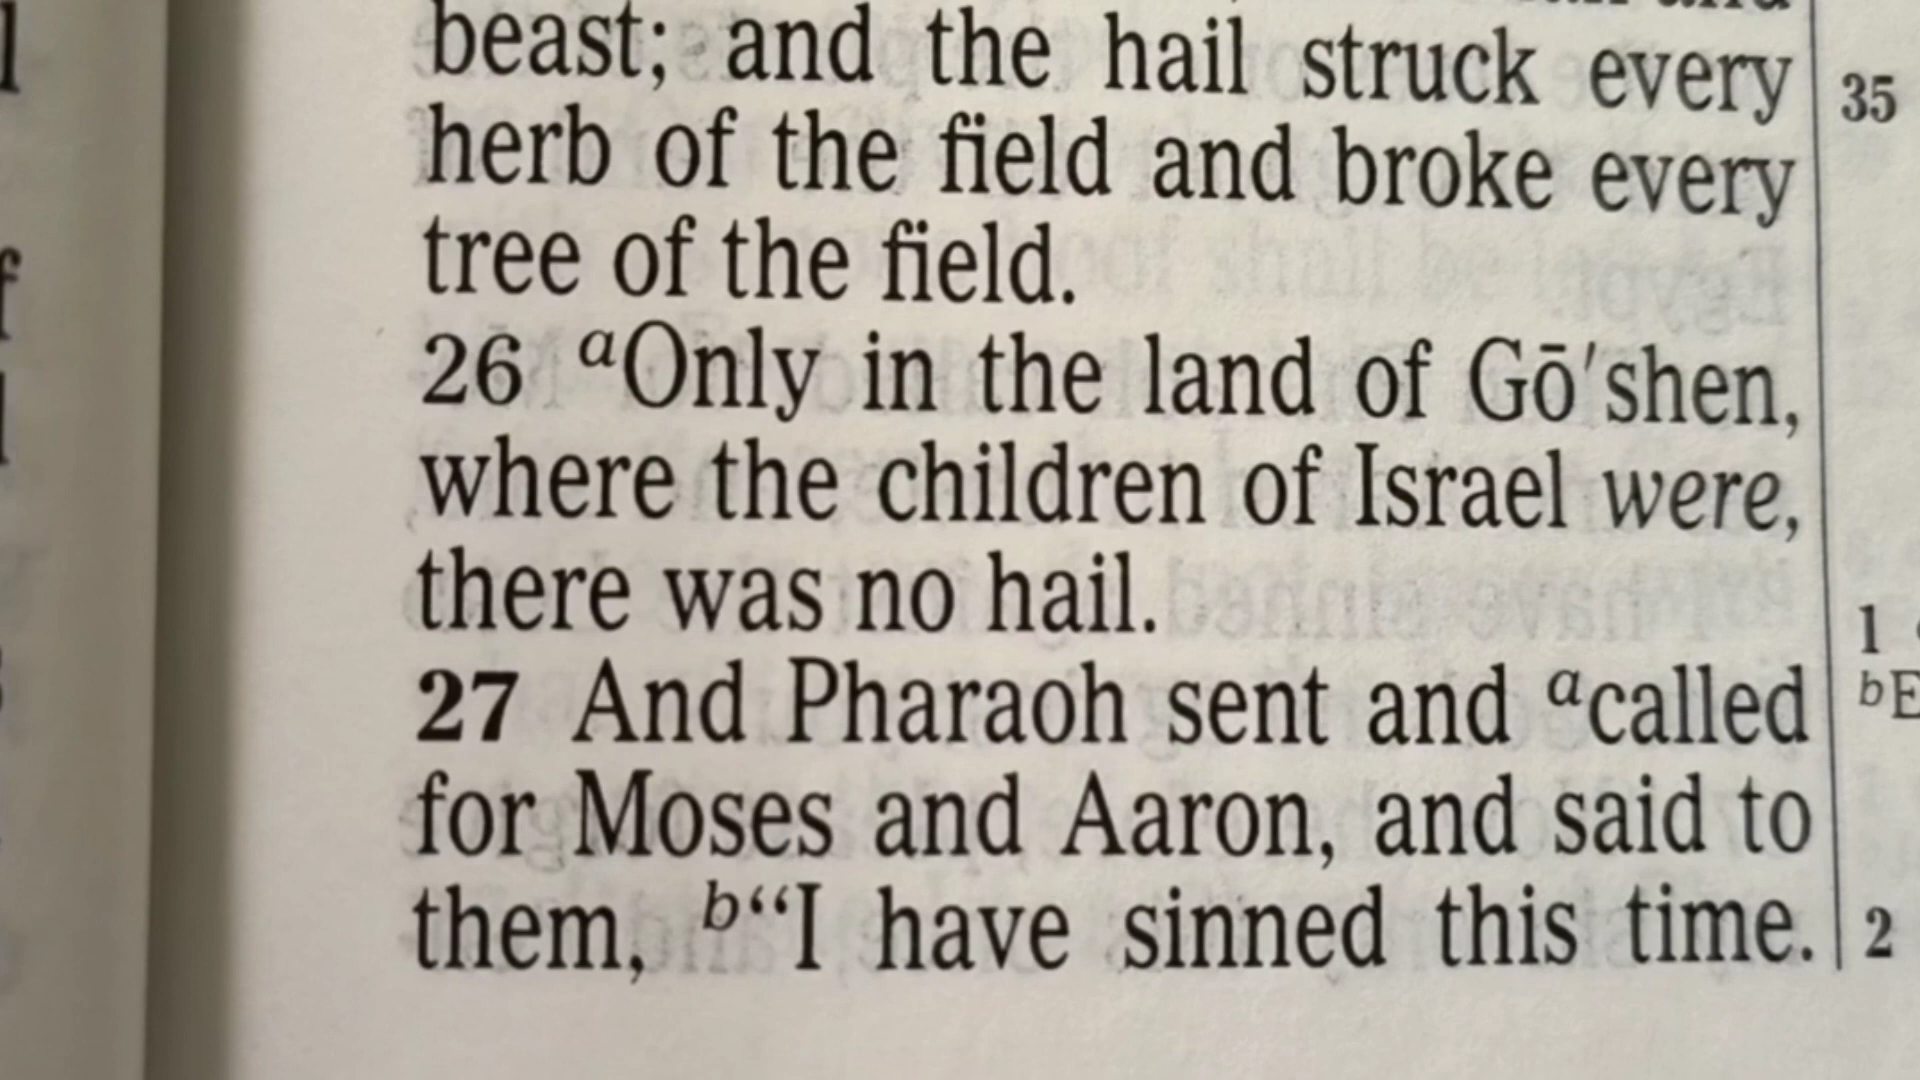 beast; and the hail struck every
herb of the field and broke every
tree of the field.
26 aOnly in the land of Gō′shen,
where the children of Israel were,
there was no hail.
27 And Pharaoh sent and acalled
for Moses and Aaron, and said to
them, b“I have sinned this time.
35
1
bE
2